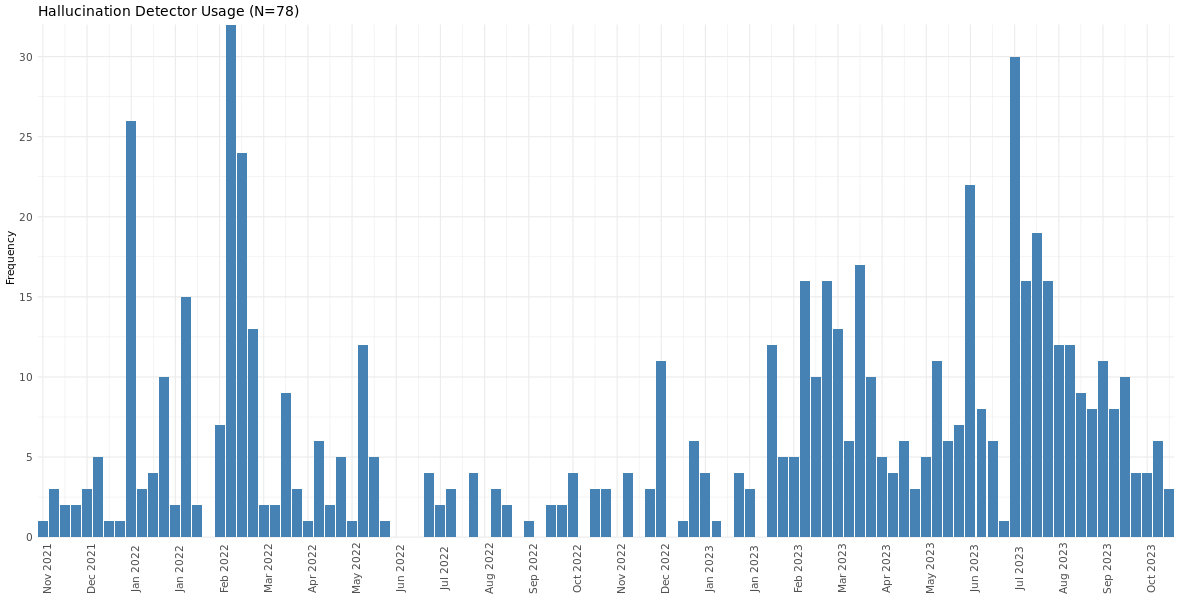 Hallucination Detector Usage (N=78)
Frequency
30
25
20
15
10
5
0
Nov 2021
Dec 2021
Jan 2022
Jan 2022
Feb 2022
Mar 2022
Apr 2022
May 2022
Jun 2022
Jul 2022
Aug 2022
Sep 2022
Oct 2022
Nov 2022
Dec 2022
Jan 2023
Jan 2023
Feb 2023
Mar 2023
Apr 2023
May 2023
Jun 2023
Jul 2023
Aug 2023
Sep 2023
Oct 2023